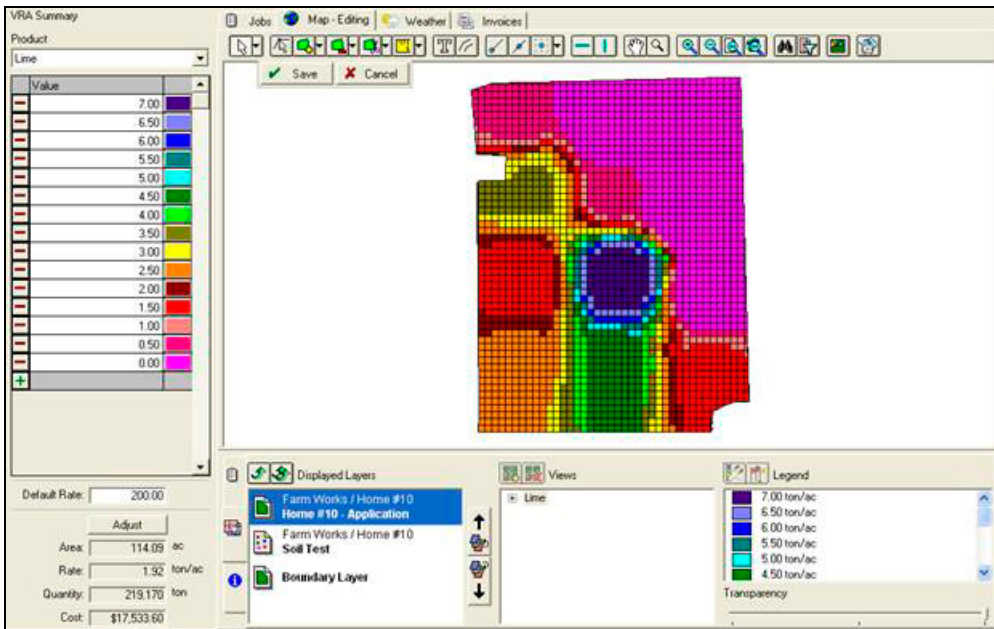 VRA Summary
Product
Lime
Value
7.00
6.50
6.00
5.50
5.00
4.50
4.00
3.50
3.00
2.50
2.00
1.50
1.00
0.50
0.00
Default Rate: 200.00
Adjust
Area: 114.09 ac
Rate: 1.92 ton/ac
Quantity: 219.170 ton
Cost: $17,533.60
Jobs Map - Editing Weather Invoices
Save Cancel
Displayed Layers
Farm Works / Home #10
Home #10 - Application
Farm Works / Home #10
Soil Test
Boundary Layer
Views
Lime
Legend
7.00 ton/ac
6.50 ton/ac
6.00 ton/ac
5.50 ton/ac
5.00 ton/ac
4.50 ton/ac
Transparency